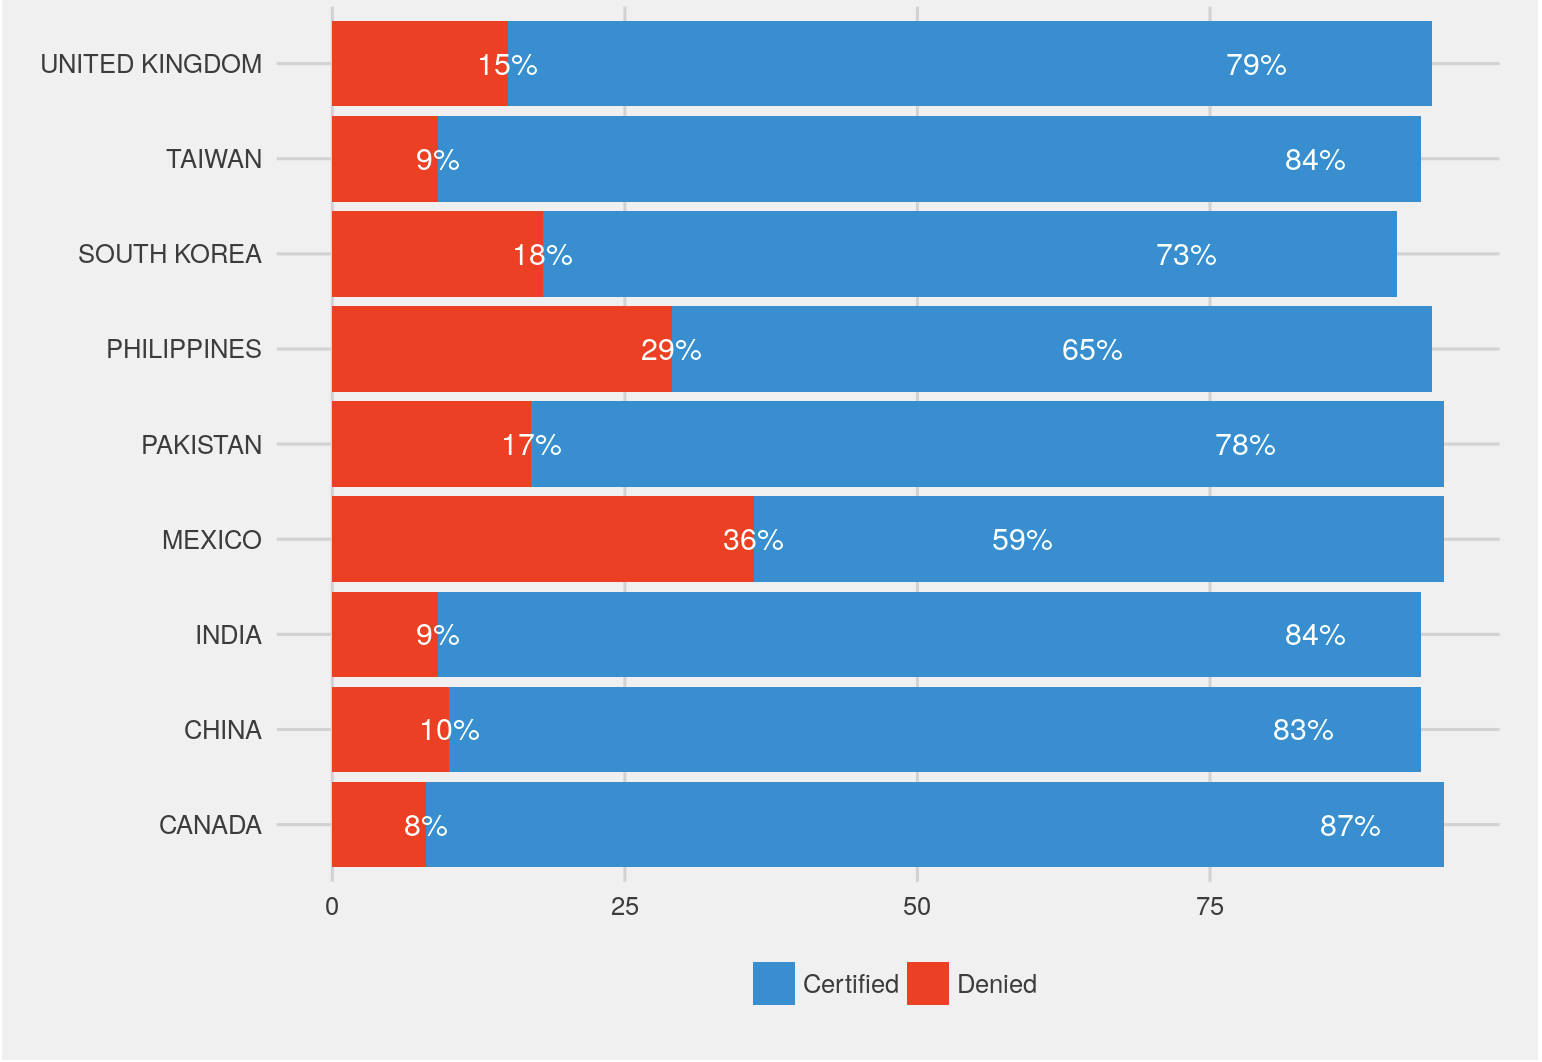 UNITED KINGDOM 15% 79%
TAIWAN 9% 84%
SOUTH KOREA 18% 73%
PHILIPPINES 29% 65%
PAKISTAN 17% 78%
MEXICO 36% 59%
INDIA 9% 84%
CHINA 10% 83%
CANADA 8% 87%
0 25 50 75
Certified Denied